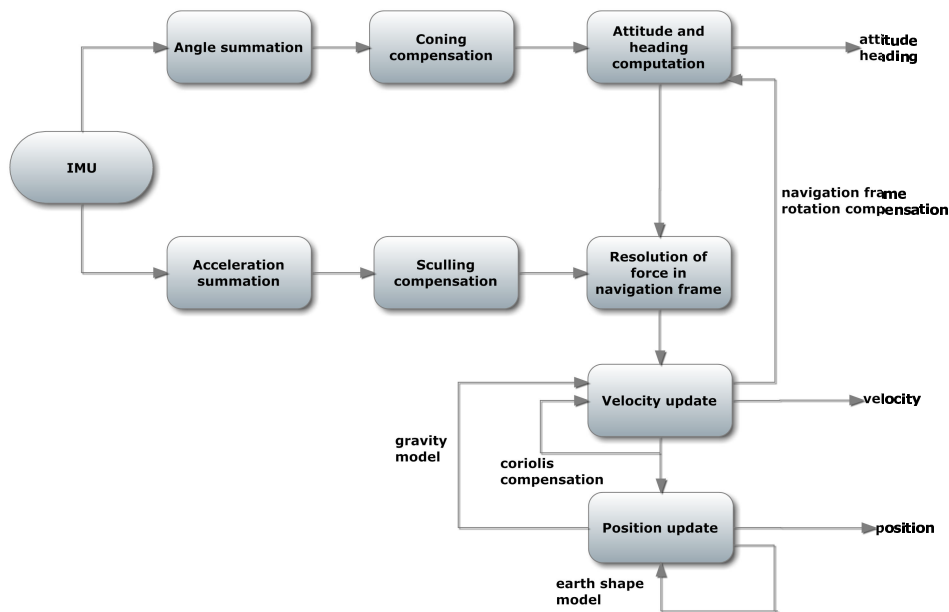 Angle summation
Coning
compensation
Attitude and
heading
computation
attitude
heading
IMU
navigation frame
rotation compensation
Acceleration
summation
Sculling
compensation
Resolution of
force in
navigation frame
Velocity update
velocity
gravity
model
coriolis
compensation
Position update
position
earth shape
model